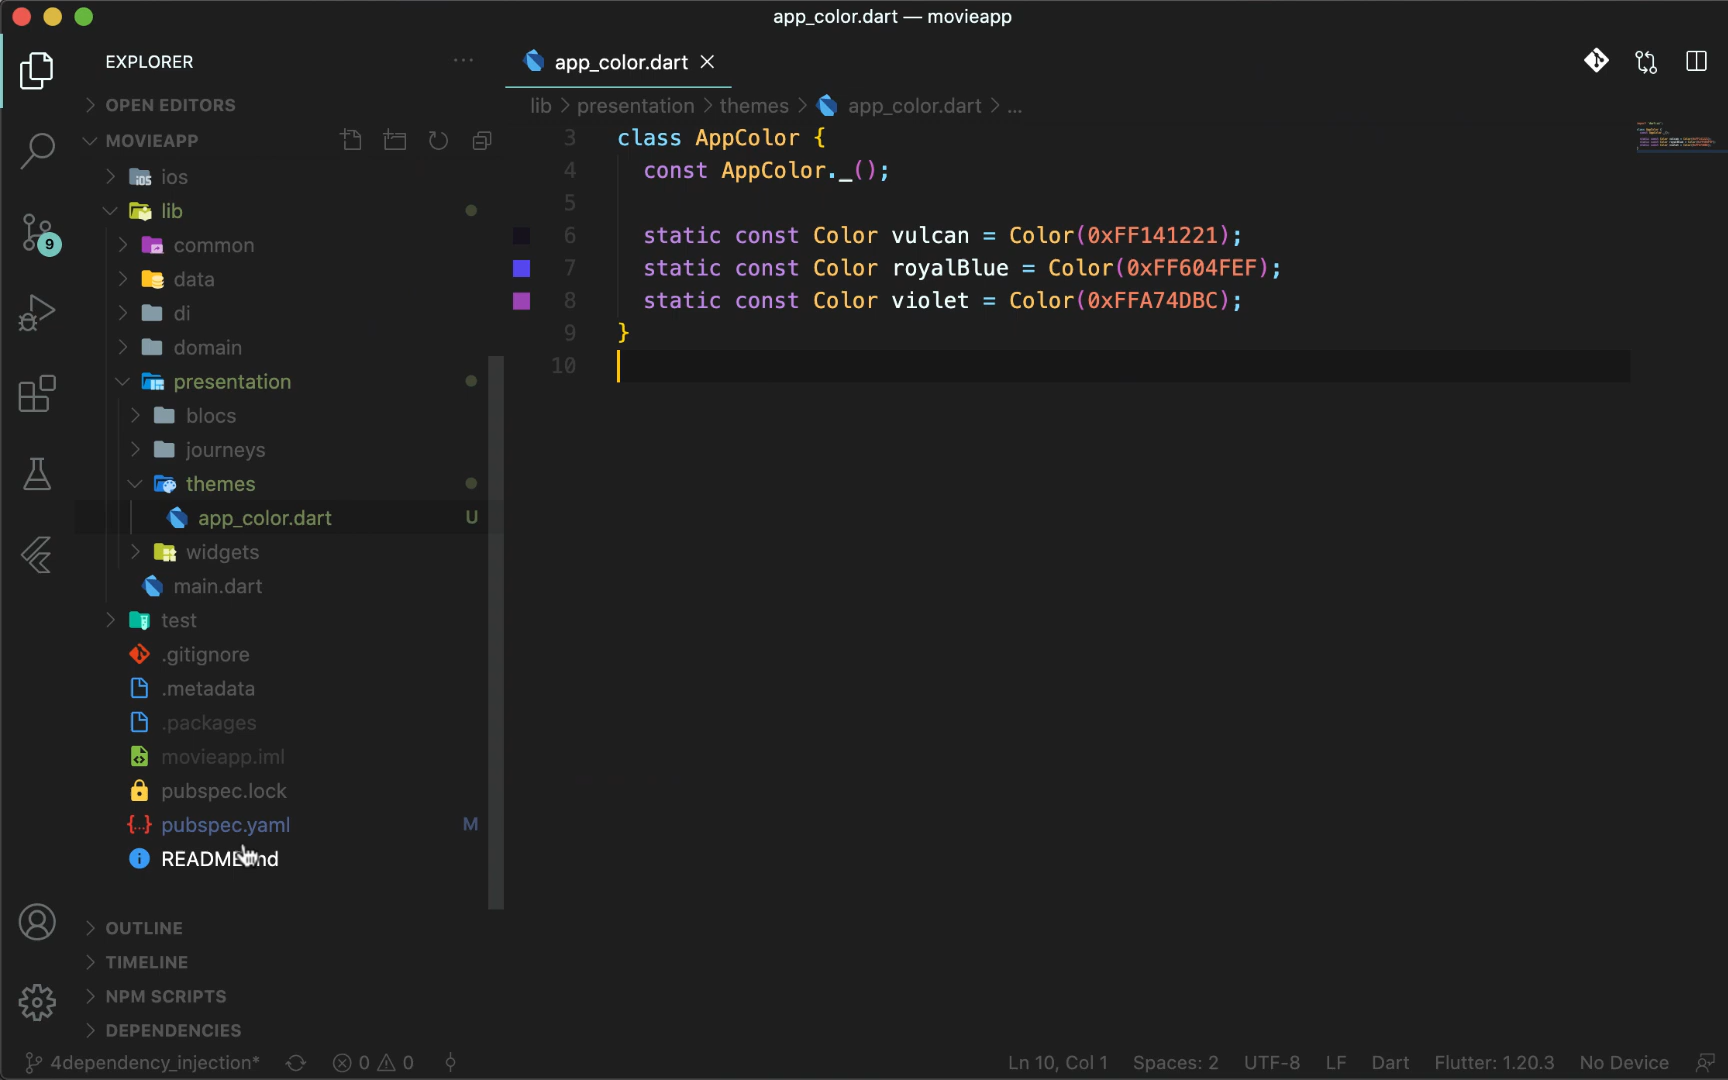 app_color.dart — movieapp
EXPLORER
OPEN EDITORS
MOVIEAPP
ios
lib
common
data
di
domain
presentation
blocs
journeys
themes
app_color.dart U
widgets
main.dart
test
.gitignore
.metadata
.packages
movieapp.iml
pubspec.lock
pubspec.yaml M
README.md
OUTLINE
TIMELINE
NPM SCRIPTS
DEPENDENCIES
9
app_color.dart
lib > presentation > themes > app_color.dart > ...
3 class AppColor {
4 const AppColor._();
5
6 static const Color vulcan = Color(0xFF141221);
7 static const Color royalBlue = Color(0xFF604FEF);
8 static const Color violet = Color(0xFFA74DBC);
9 }
10
4dependency_injection* 0 0 Ln 10, Col 1 Spaces: 2 UTF-8 LF Dart Flutter: 1.20.3 No Device